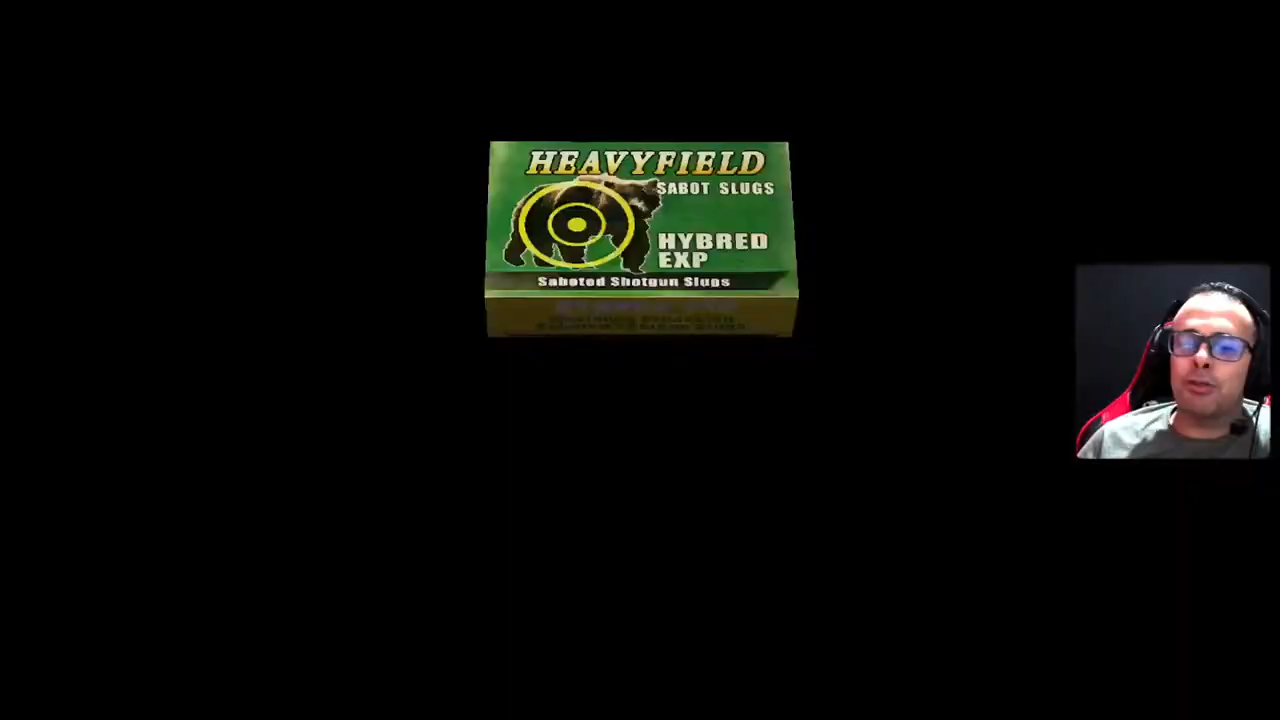 HEAVYFIELD
SABOT SLUGS
HYBRED
EXP
Saboted Shotgun Slugs